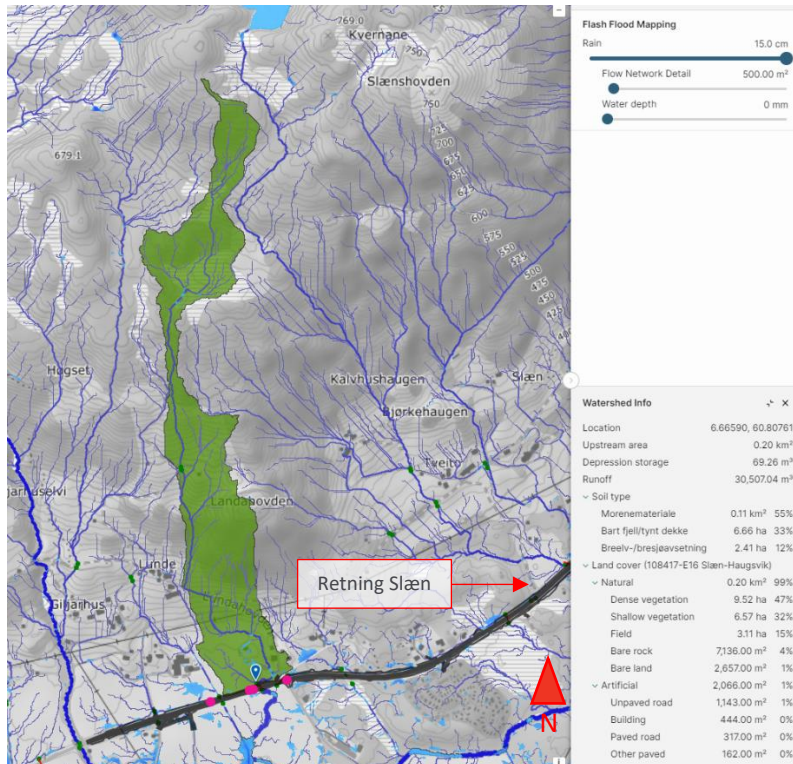 769.0
Kvernane
750
Slænshovden
750
725
700
675
650
625
600
575
550
525
500
475
450
425
400
679.1
Høgset
Kalvhushaugen
Slæn
Bjørkehaugen
Tveito
jarhuselvi
Landabovden
Lunde
Giljarhus
Retning Slæn
N
Flash Flood Mapping
Rain 15.0 cm
Flow Network Detail 500.00 m²
Water depth 0 mm
Watershed Info
Location 6.66590, 60.80761
Upstream area 0.20 km²
Depression storage 69.26 m³
Runoff 30,507.04 m³
Soil type
Morenemateriale 0.11 km² 55%
Bart fjell/tynt dekke 6.66 ha 33%
Breelv-/bresjøavsetning 2.41 ha 12%
Land cover (108417-E16 Slæn-Haugsvik)
Natural 0.20 km² 99%
Dense vegetation 9.52 ha 47%
Shallow vegetation 6.57 ha 32%
Field 3.11 ha 15%
Bare rock 7,136.00 m² 4%
Bare land 2,657.00 m² 1%
Artificial 2,066.00 m² 1%
Unpaved road 1,143.00 m² 1%
Building 444.00 m² 0%
Paved road 317.00 m² 0%
Other paved 162.00 m² 0%